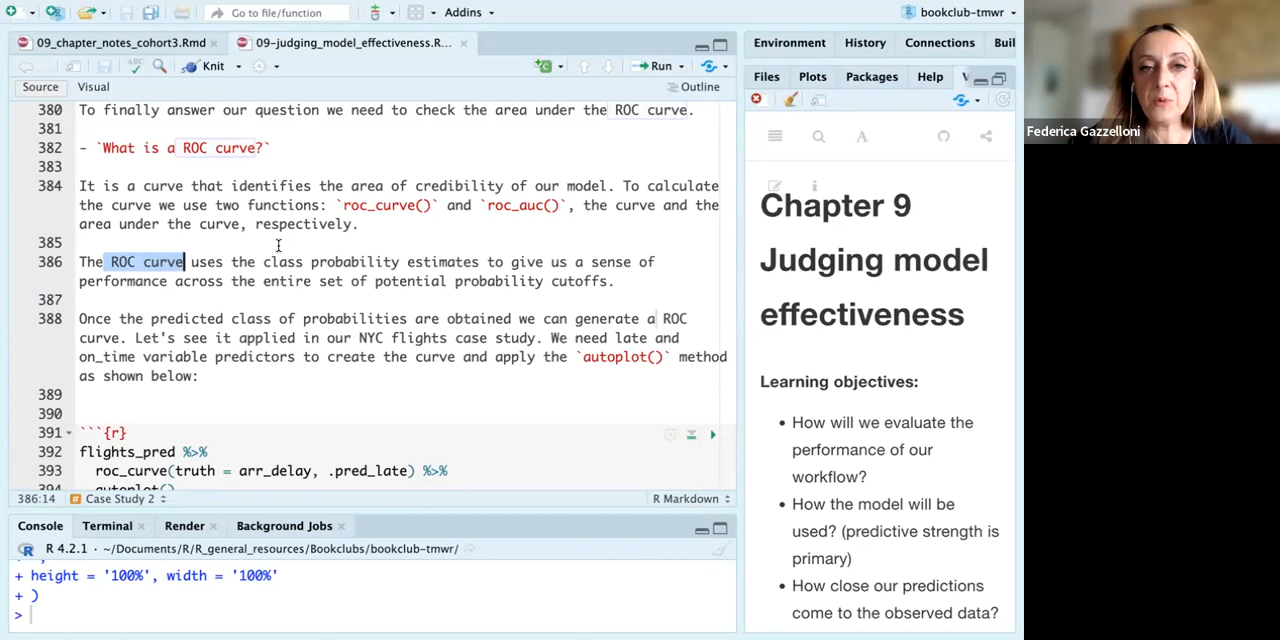 Go to file/function
Addins
bookclub-tmwr
09_chapter_notes_cohort3.Rmd
09-judging_model_effectiveness.R...
ABC
Knit
Run
Source
Visual
Outline
380 To finally answer our question we need to check the area under the ROC curve.
381
382 - `What is a ROC curve?`
383
384 It is a curve that identifies the area of credibility of our model. To calculate
the curve we use two functions: `roc_curve()` and `roc_auc()`, the curve and the
area under the curve, respectively.
385
386 The ROC curve uses the class probability estimates to give us a sense of
performance across the entire set of potential probability cutoffs.
387
388 Once the predicted class of probabilities are obtained we can generate a ROC
curve. Let's see it applied in our NYC flights case study. We need late and
on_time variable predictors to create the curve and apply the `autoplot()` method
as shown below:
389
390
391 ```{r}
392 flights_pred %>%
393 roc_curve(truth = arr_delay, .pred_late) %>%
394 autoplot()
386:14
Case Study 2
R Markdown
Console
Terminal
Render
Background Jobs
R 4.2.1 · ~/Documents/R/R_general_resources/Bookclubs/bookclub-tmwr/
+ height = '100%', width = '100%'
+ )
>
Environment
History
Connections
Buil
Files
Plots
Packages
Help
V
A
Chapter 9
Judging model
effectiveness
Learning objectives:
• How will we evaluate the
performance of our
workflow?
• How the model will be
used? (predictive strength is
primary)
• How close our predictions
come to the observed data?
Federica Gazzelloni